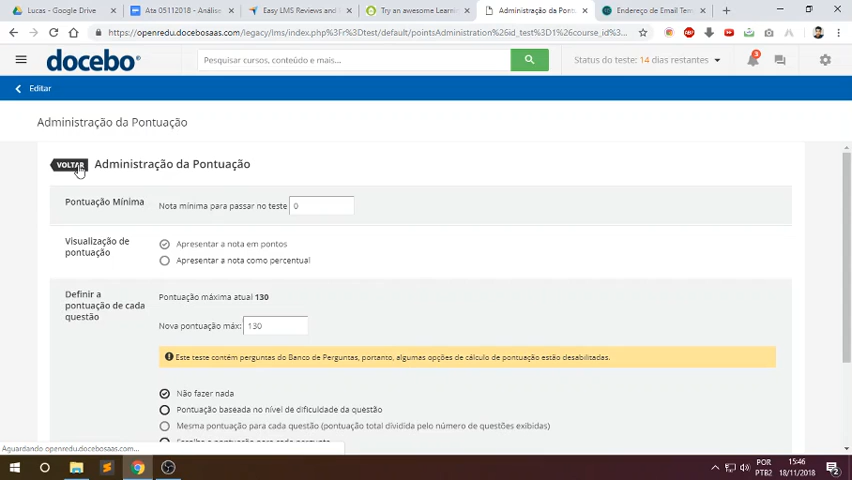 Lucas - Google Drive
Ata 05112018 - Análise
Easy LMS Reviews and
Try an awesome Learn
Administração da Pont
Endereço de Email Tem
https://openredu.docebosaas.com/legacy/lms/index.php%3Fr%3Dtest/default/pointsAdministration%26id_test%3D1%26course_id...
docebo
Pesquisar cursos, conteúdo e mais...
Status do teste: 14 dias restantes
3
Editar
Administração da Pontuação
VOLTAR
Administração da Pontuação
Pontuação Mínima
Nota mínima para passar no teste
0
Visualização de
pontuação
Apresentar a nota em pontos
Apresentar a nota como percentual
Definir a
pontuação de cada
questão
Pontuação máxima atual 130
Nova pontuação máx:
130
Este teste contém perguntas do Banco de Perguntas, portanto, algumas opções de cálculo de pontuação estão desabilitadas.
Não fazer nada
Pontuação baseada no nível de dificuldade da questão
Mesma pontuação para cada questão (pontuação total dividida pelo número de questões exibidas)
Aguardando openredu.docebosaas.com...
POR
PTB2
15:46
18/11/2018
2